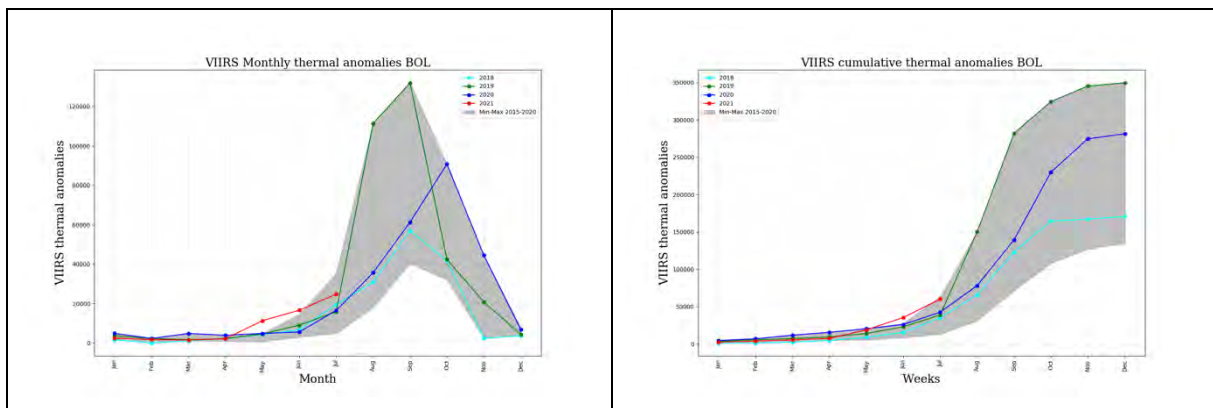 VIIRS Monthly thermal anomalies BOL
2018
2019
2020
2021
Min-Max 2015-2020
VIIRS thermal anomalies
120000
100000
80000
60000
40000
20000
0
Jan Feb Mar Apr May Jun Jul Aug Sep Oct Nov Dec
Month
VIIRS cumulative thermal anomalies BOL
2018
2019
2020
2021
Min-Max 2015-2020
VIIRS thermal anomalies
350000
300000
250000
200000
150000
100000
50000
0
Jan Feb Mar Apr May Jun Jul Aug Sep Oct Nov Dec
Weeks